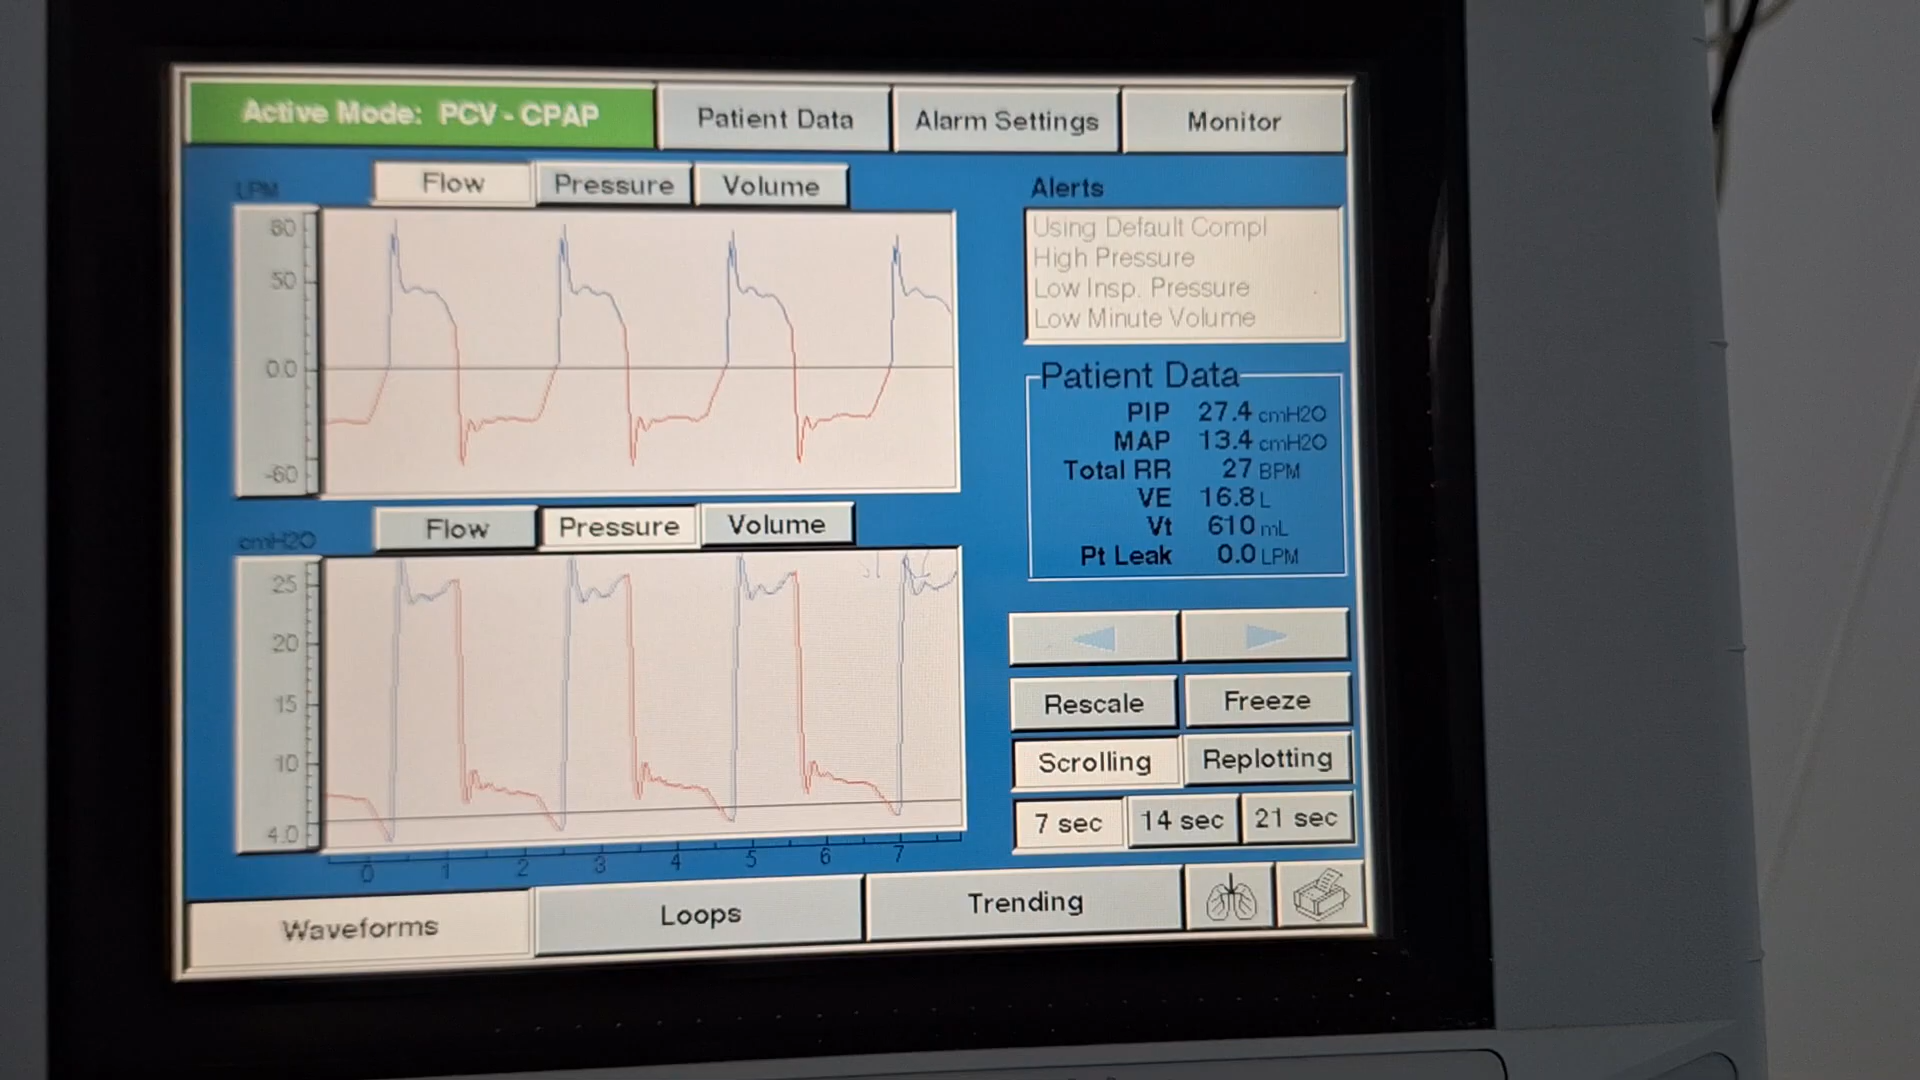 Active Mode: PCV - CPAP
Patient Data
Alarm Settings
Monitor
LPM
Flow
Pressure
Volume
80
50
0.0
-60
Alerts
Using Default Compl
High Pressure
Low Insp. Pressure
Low Minute Volume
Patient Data
PIP 27.4 cmH2O
MAP 13.4 cmH2O
Total RR 27 BPM
VE 16.8 L
Vt 610 mL
Pt Leak 0.0 LPM
cmH2O
Flow
Pressure
Volume
25
20
15
10
4.0
0 1 2 3 4 5 6 7
Rescale
Freeze
Scrolling
Replotting
7 sec
14 sec
21 sec
Waveforms
Loops
Trending